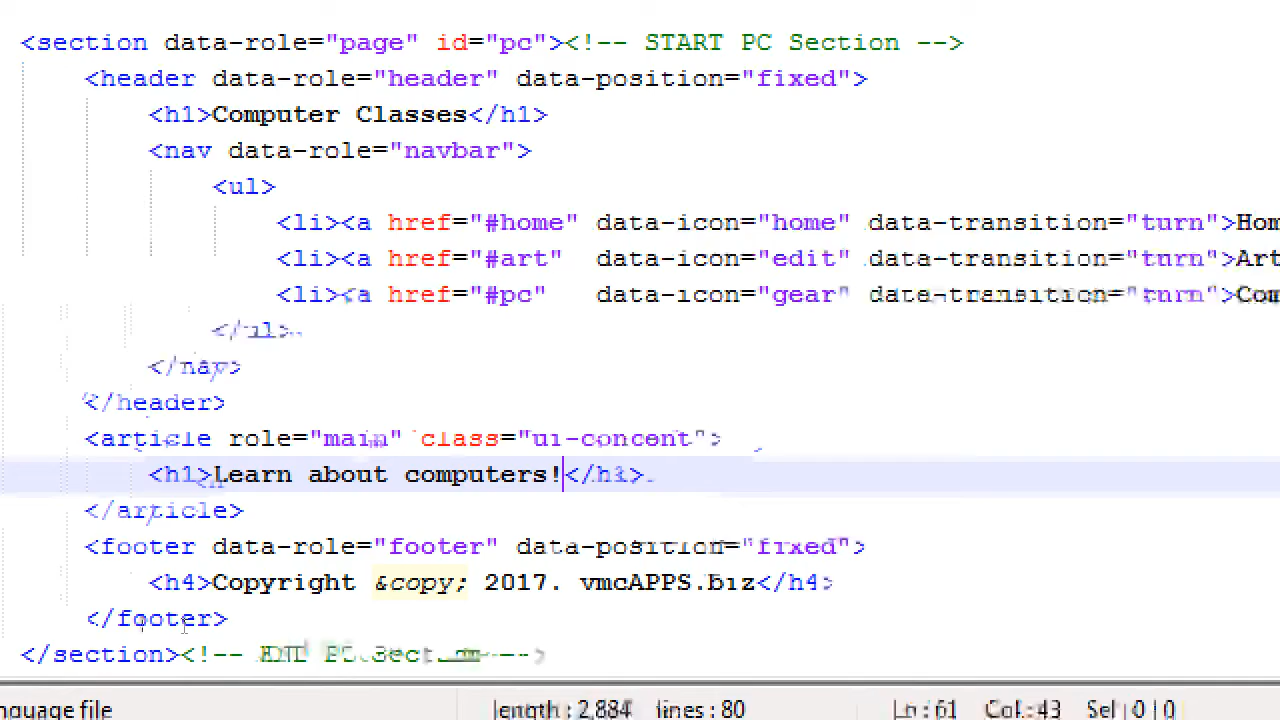 <section data-role="page" id="pc"><!-- START PC Section -->
<header data-role="header" data-position="fixed">
<h1>Computer Classes</h1>
<nav data-role="navbar">
<ul>
<li><a href="#home" data-icon="home" data-transition="turn">Hom
<li><a href="#art" data-icon="edit" data-transition="turn">Art
<li><a href="#pc" data-icon="gear" data-transition="turn">Com
</ul>
</nav>
</header>
<article role="main" class="ui-content">
<h1>Learn about computers!</h1>
</article>
<footer data-role="footer" data-position="fixed">
<h4>Copyright &copy; 2017. vmcAPPS.biz</h4>
</footer>
</section><!-- END PC Section -->
nguage file length : 2,884 lines : 80 Ln : 61 Col : 43 Sel : 0 | 0